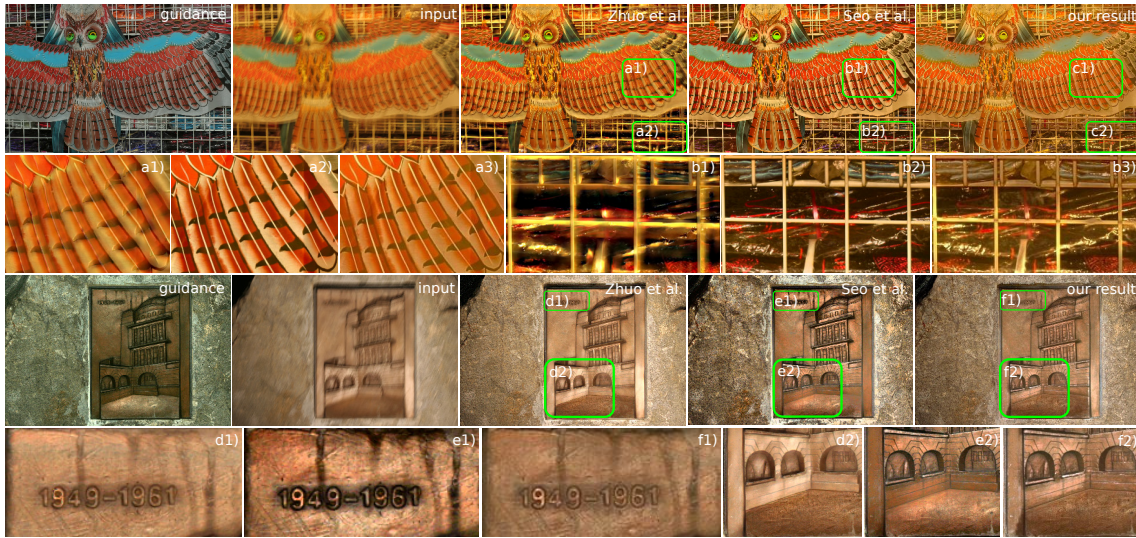 guidance
input
Zhuo et al.
Seo et al.
our result
a1)
b1)
c1)
a2)
b2)
c2)
a1)
a2)
a3)
b1)
b2)
b3)
guidance
input
Zhuo et al.
Seo et al.
our result
d1)
e1)
f1)
d2)
e2)
f2)
d1)
e1)
f1)
d2)
e2)
f2)
1949-1961
1949-1961
1949-1961